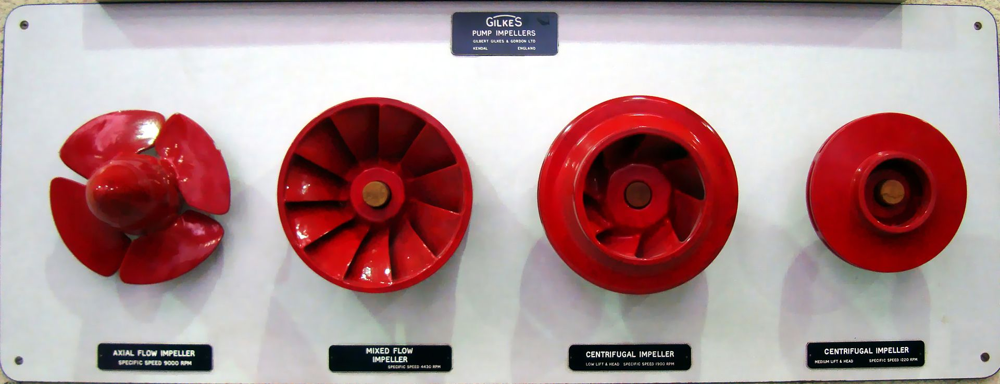 GILKES
PUMP IMPELLERS
GILBERT GILKES & GORDON LTD
KENDAL ENGLAND
AXIAL FLOW IMPELLER
SPECIFIC SPEED 9000 RPM
MIXED FLOW
IMPELLER
SPECIFIC SPEED 4430 RPM
CENTRIFUGAL IMPELLER
LOW LIFT & HEAD SPECIFIC SPEED 1900 RPM
CENTRIFUGAL IMPELLER
MEDIUM LIFT & HEAD SPECIFIC SPEED 1220 RPM